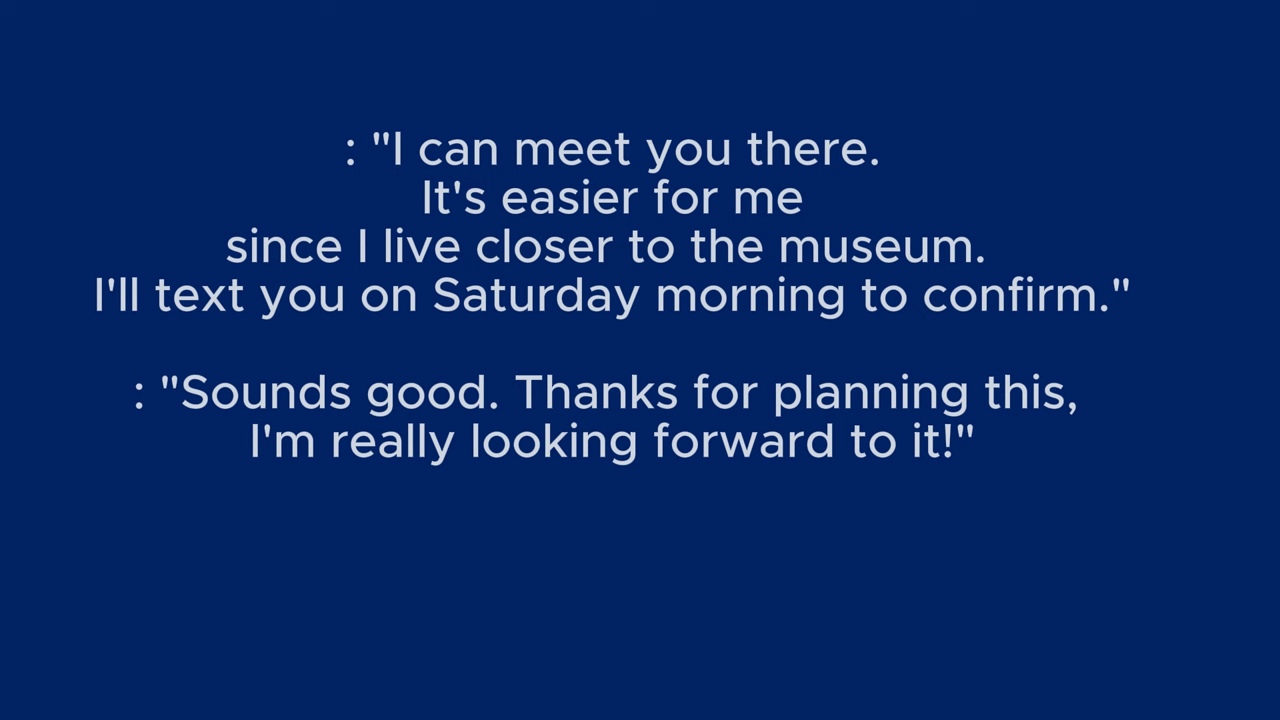 : "I can meet you there.
It's easier for me
since I live closer to the museum.
I'll text you on Saturday morning to confirm."
: "Sounds good. Thanks for planning this,
I'm really looking forward to it!"